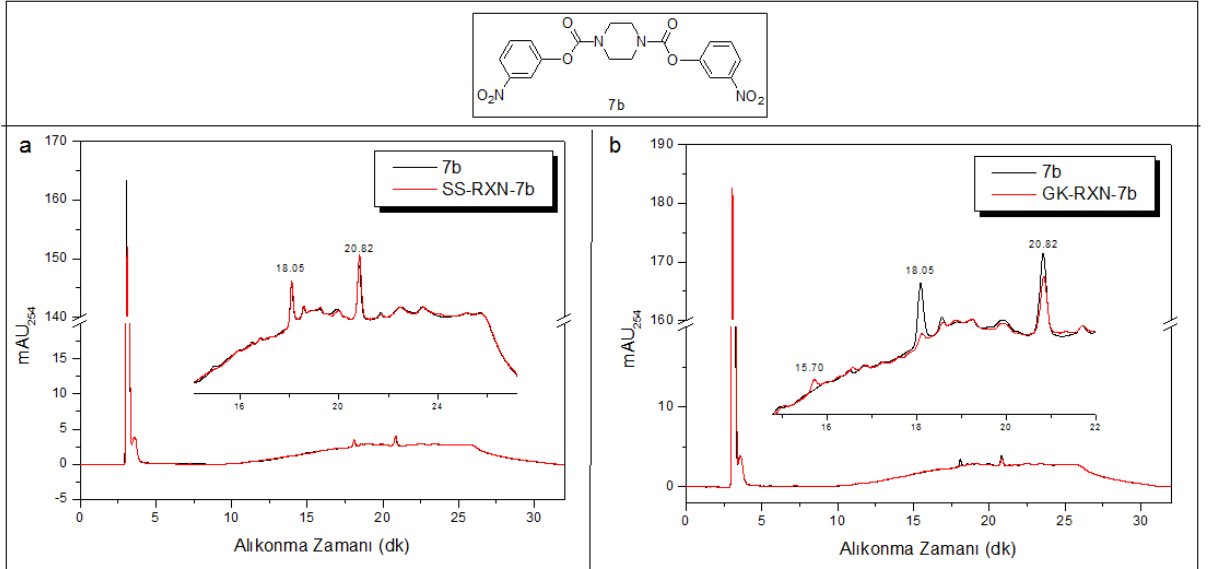 O
O
N
N
O
O
O₂N
NO₂
7b
a
170
160
150
140
15
10
5
0
-5
mAU254
7b
SS-RXN-7b
18.05
20.82
16
18
20
22
24
26
0
5
10
15
20
25
30
Alıkonma Zamanı (dk)
b
190
180
170
160
10
0
mAU254
7b
GK-RXN-7b
15.70
18.05
20.82
16
18
20
22
0
5
10
15
20
25
30
Alıkonma Zamanı (dk)